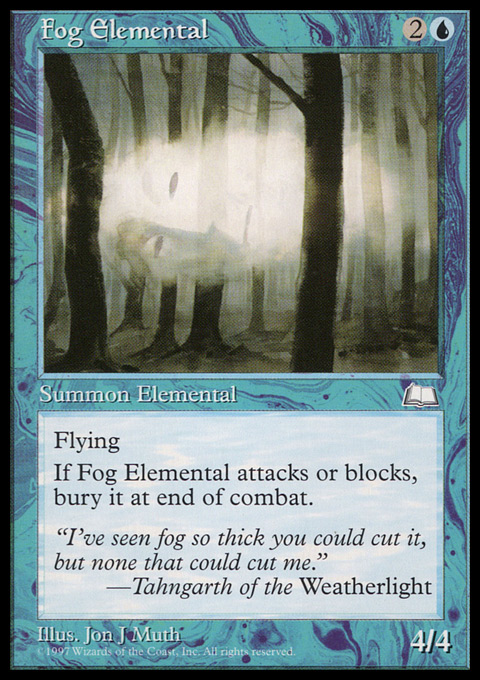 Fog Elemental 2
Summon Elemental
Flying
If Fog Elemental attacks or blocks,
bury it at end of combat.
“I’ve seen fog so thick you could cut it,
but none that could cut me.”
—Tahngarth of the Weatherlight
Illus. Jon J Muth
4/4
©1997 Wizards of the Coast, Inc. All rights reserved.